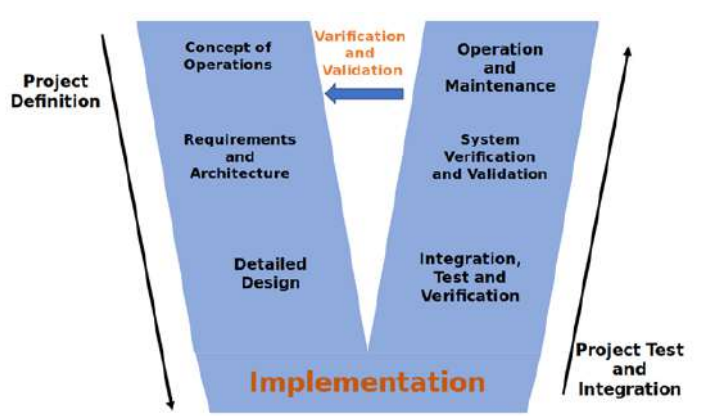 Project
Definition
Concept of
Operations
Requirements
and
Architecture
Detailed
Design
Implementation
Varification
and
Validation
Operation
and
Maintenance
System
Verification
and Validation
Integration,
Test and
Verification
Project Test
and
Integration